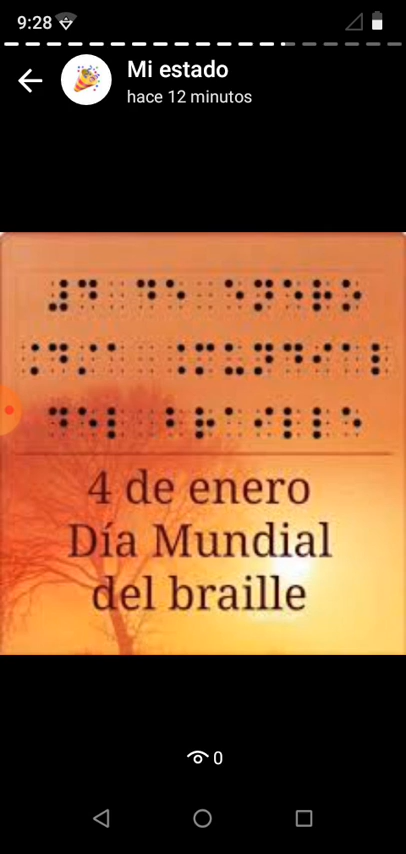 9:28
Mi estado
hace 12 minutos
⠼⠙ ⠙⠑ ⠑⠝⠑⠗⠕
⠨⠙⠌⠁ ⠨⠍⠥⠝⠙⠊⠁⠇
⠙⠑⠇ ⠃⠗⠁⠊⠇⠇⠑
4 de enero
Día Mundial
del braille
0